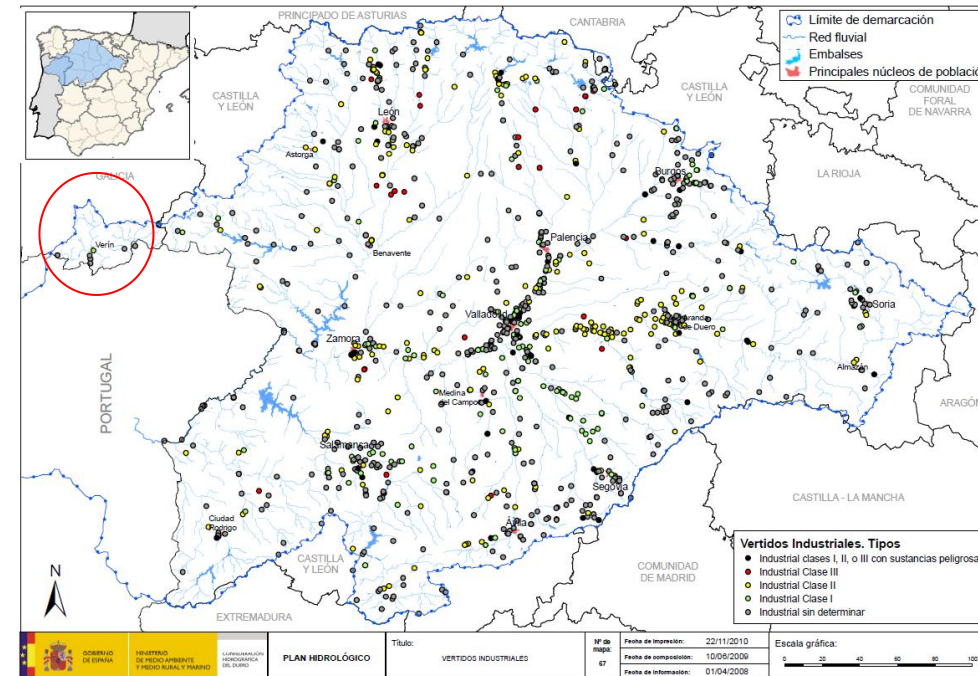 PRINCIPADO DE ASTURIAS
CANTABRIA
Límite de demarcación
Red fluvial
Embalses
Principales núcleos de població
CASTILLA
Y LEÓN
CASTILLA
Y LEÓN
COMUNIDAD
FORAL
DE NAVARRA
León
Astorga
GALICIA
Burgos
LA RIOJA
Verín
Benavente
Palencia
Soria
Valladolid
Aranda
de Duero
Zamora
Almazán
Medina
del Campo
PORTUGAL
ARAGÓN
Salamanca
Segovia
CASTILLA - LA MANCHA
Ciudad
Rodrigo
Ávila
CASTILLA
Y LEÓN
COMUNIDAD
DE MADRID
EXTREMADURA
N
Vertidos Industriales. Tipos
Industrial clases I, II, o III con sustancias peligrosa
Industrial Clase III
Industrial Clase II
Industrial Clase I
Industrial sin determinar
GOBIERNO
DE ESPAÑA
MINISTERIO
DE MEDIO AMBIENTE
Y MEDIO RURAL Y MARINO
CONFEDERACIÓN
HIDROGRÁFICA
DEL DUERO
PLAN HIDROLÓGICO
Título:
VERTIDOS INDUSTRIALES
Nº de
mapa:
67
Fecha de impresión: 22/11/2010
Fecha de composición: 10/06/2009
Fecha de información: 01/04/2008
Escala gráfica:
0 20 40 60 80 100